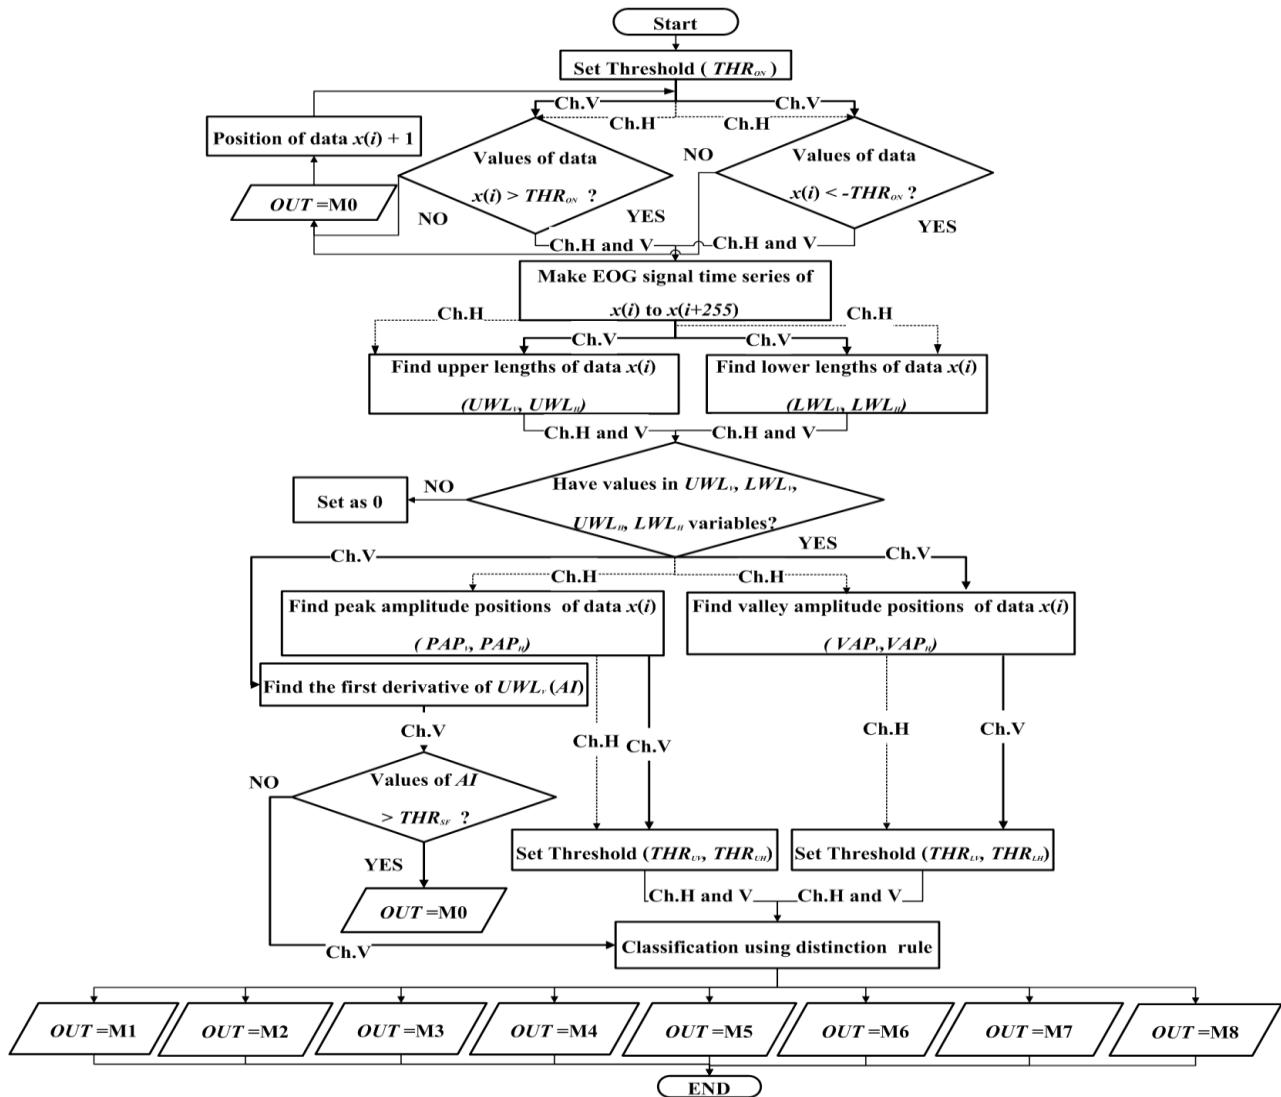 Start
Set Threshold ( THR_ON )
Ch.V
Ch.V
Ch.H
Ch.H
Position of data x(i) + 1
Values of data
x(i) > THR_ON ?
NO
Values of data
x(i) < -THR_ON ?
OUT =M0
NO
YES
YES
Ch.H and V
Ch.H and V
Make EOG signal time series of
x(i) to x(i+255)
Ch.H
Ch.H
Ch.V
Ch.V
Find upper lengths of data x(i)
(UWL_V, UWL_H)
Find lower lengths of data x(i)
(LWL_V, LWL_H)
Ch.H and V
Ch.H and V
Have values in UWL_V, LWL_V,
UWL_H, LWL_H variables?
NO
Set as 0
YES
Ch.V
Ch.V
Ch.H
Ch.H
Find peak amplitude positions of data x(i)
( PAP_V, PAP_H)
Find valley amplitude positions of data x(i)
( VAP_V,VAP_H)
Find the first derivative of UWL_V (AI)
Ch.V
Ch.H
Ch.V
Ch.H
Ch.V
NO
Values of AI
> THR_SF ?
YES
Set Threshold (THR_UV, THR_UH)
Set Threshold (THR_LV, THR_LH)
OUT =M0
Ch.H and V
Ch.H and V
Ch.V
Classification using distinction rule
OUT =M1
OUT =M2
OUT =M3
OUT =M4
OUT =M5
OUT =M6
OUT =M7
OUT =M8
END